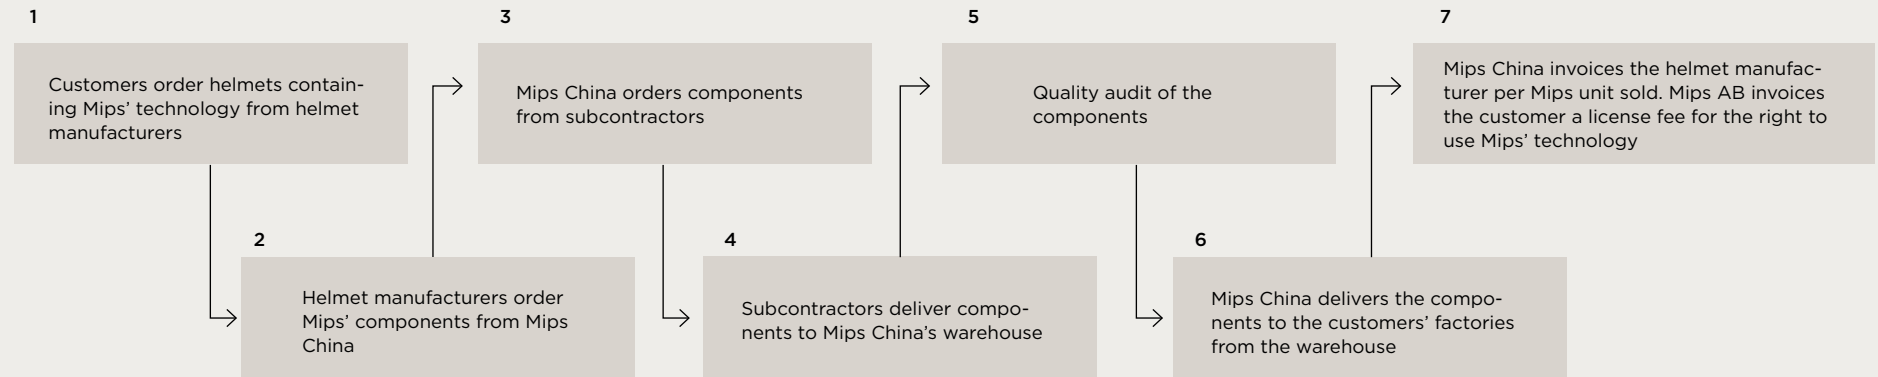 1
Customers order helmets contain-
ing Mips’ technology from helmet
manufacturers
2
Helmet manufacturers order
Mips’ components from Mips
China
3
Mips China orders components
from subcontractors
4
Subcontractors deliver compo-
nents to Mips China’s warehouse
5
Quality audit of the
components
6
Mips China delivers the compo-
nents to the customers’ factories
from the warehouse
7
Mips China invoices the helmet manufac-
turer per Mips unit sold. Mips AB invoices
the customer a license fee for the right to
use Mips’ technology